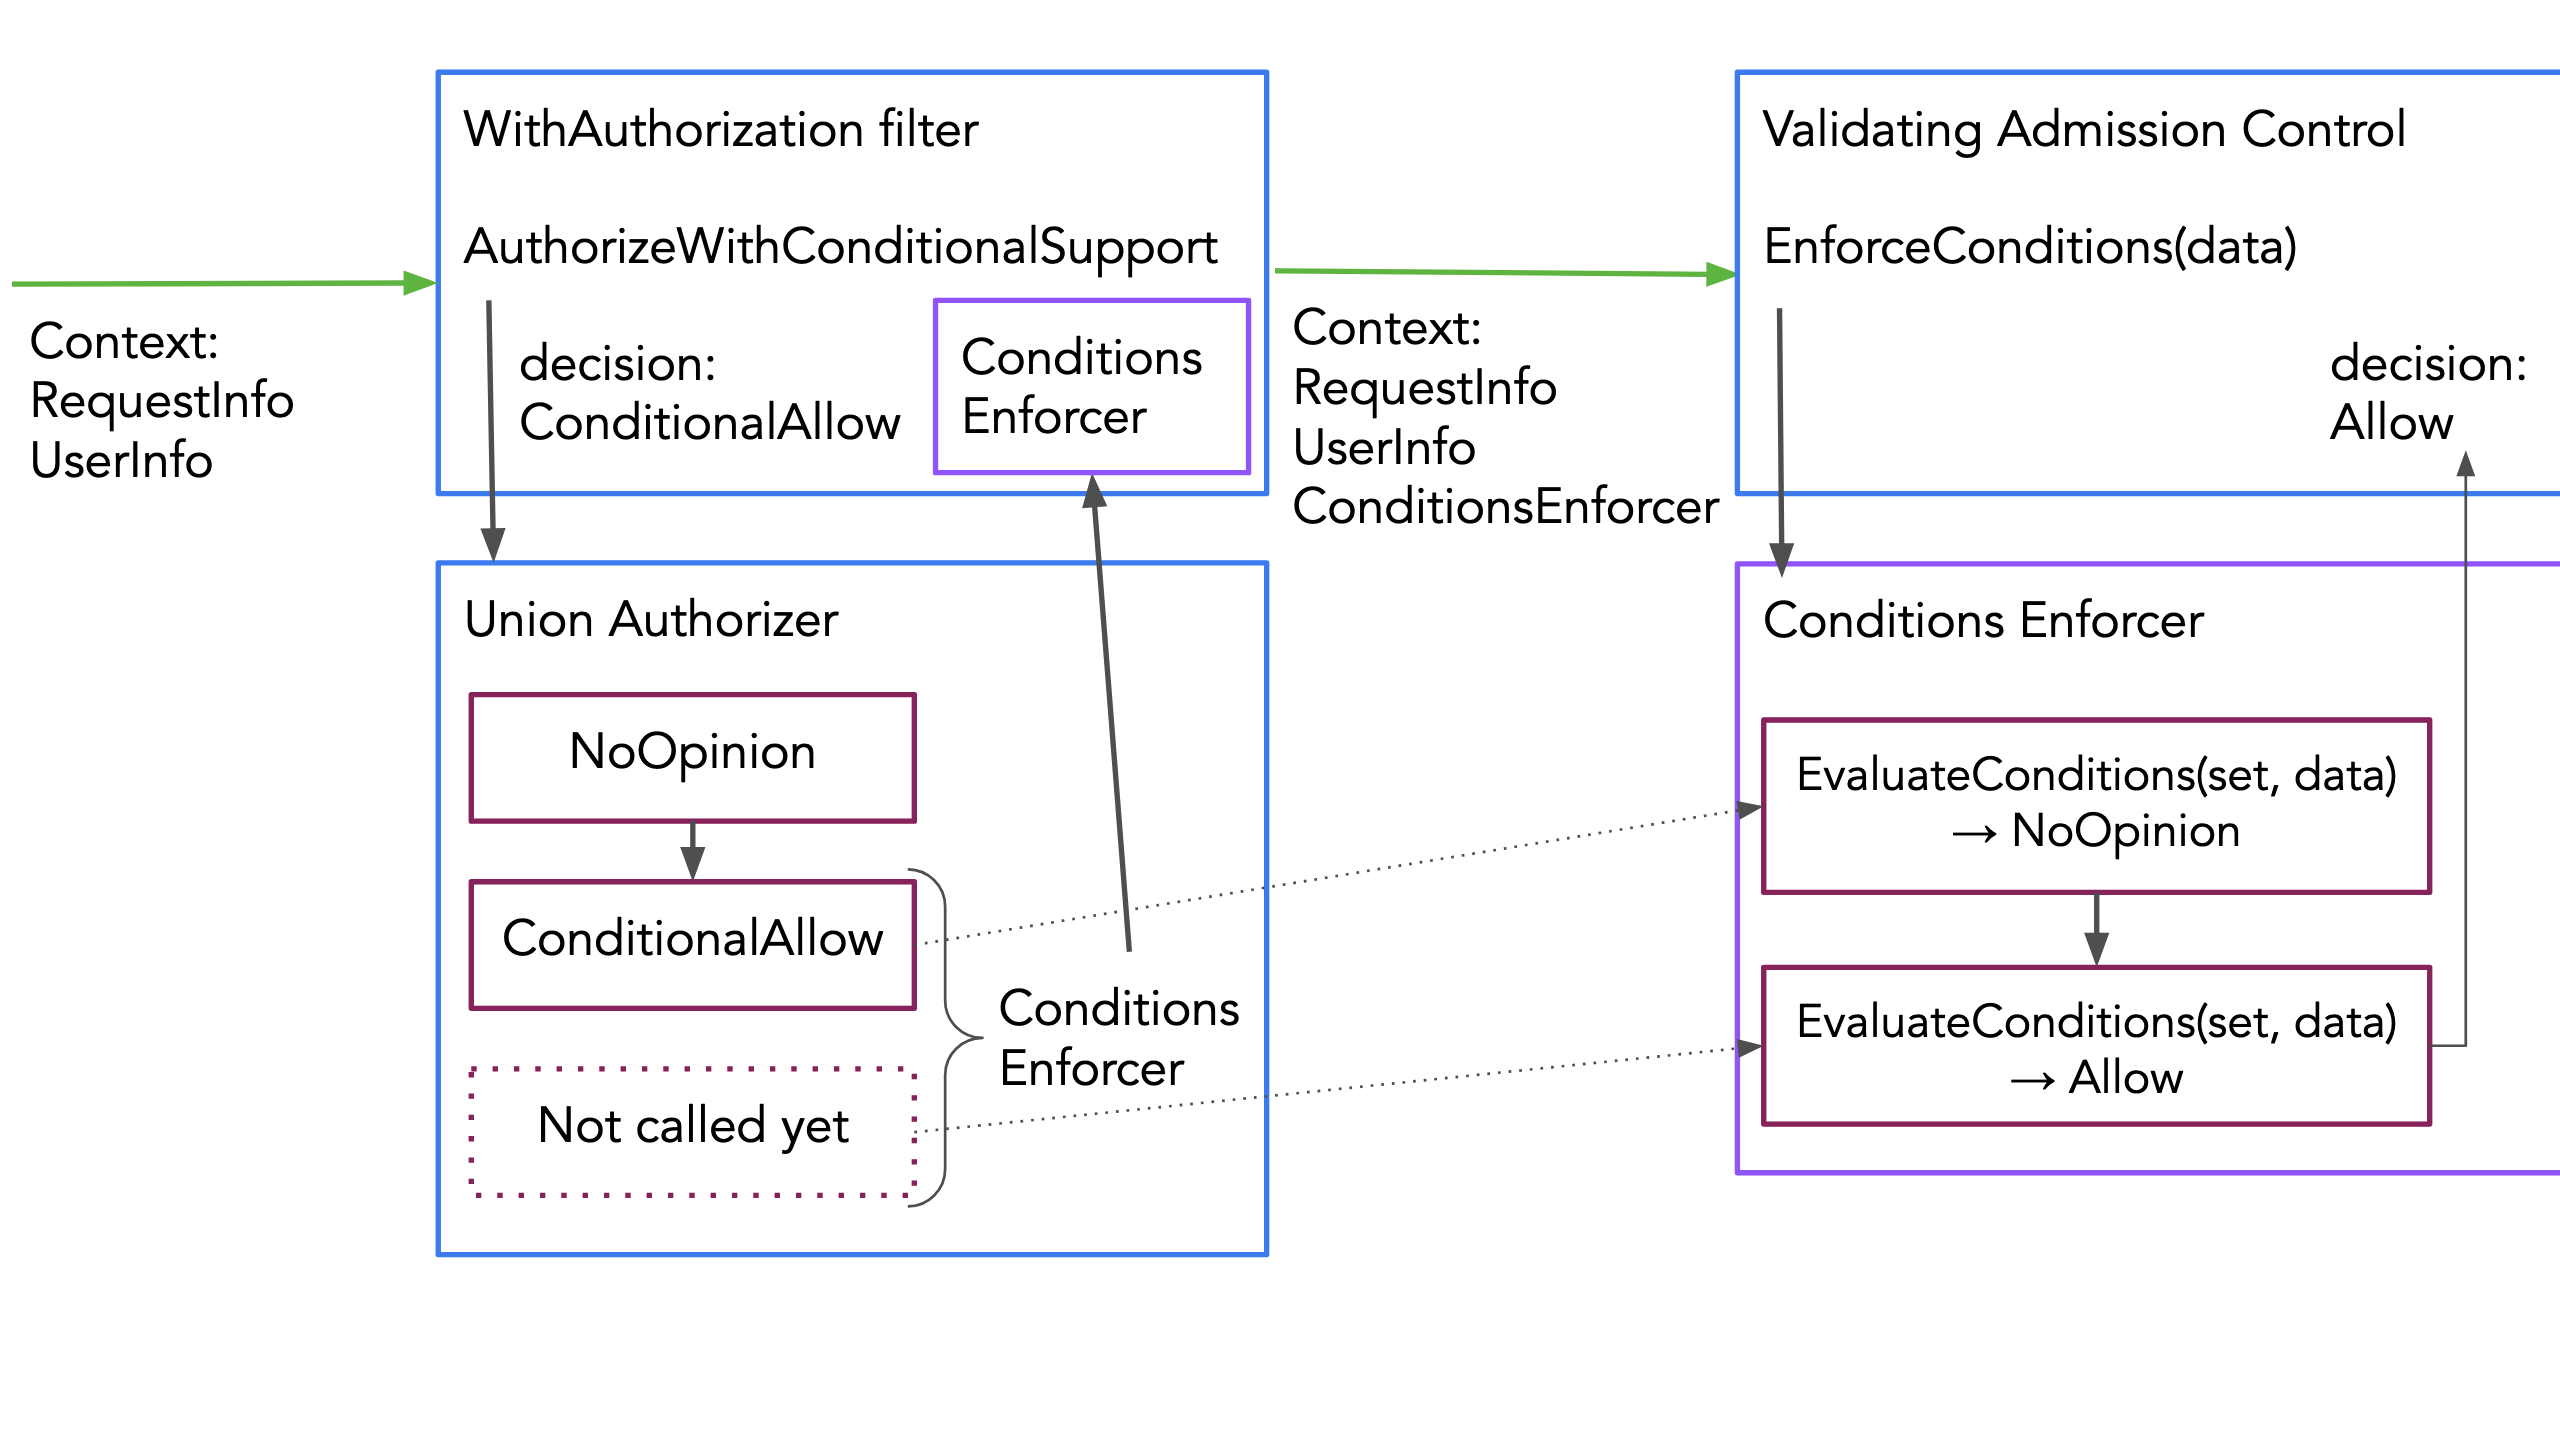 Context:
RequestInfo
UserInfo
WithAuthorization filter
AuthorizeWithConditionalSupport
decision:
ConditionalAllow
Conditions
Enforcer
Union Authorizer
NoOpinion
ConditionalAllow
Not called yet
Conditions
Enforcer
Context:
RequestInfo
UserInfo
ConditionsEnforcer
Validating Admission Control
EnforceConditions(data)
decision:
Allow
Conditions Enforcer
EvaluateConditions(set, data)
→ NoOpinion
EvaluateConditions(set, data)
→ Allow